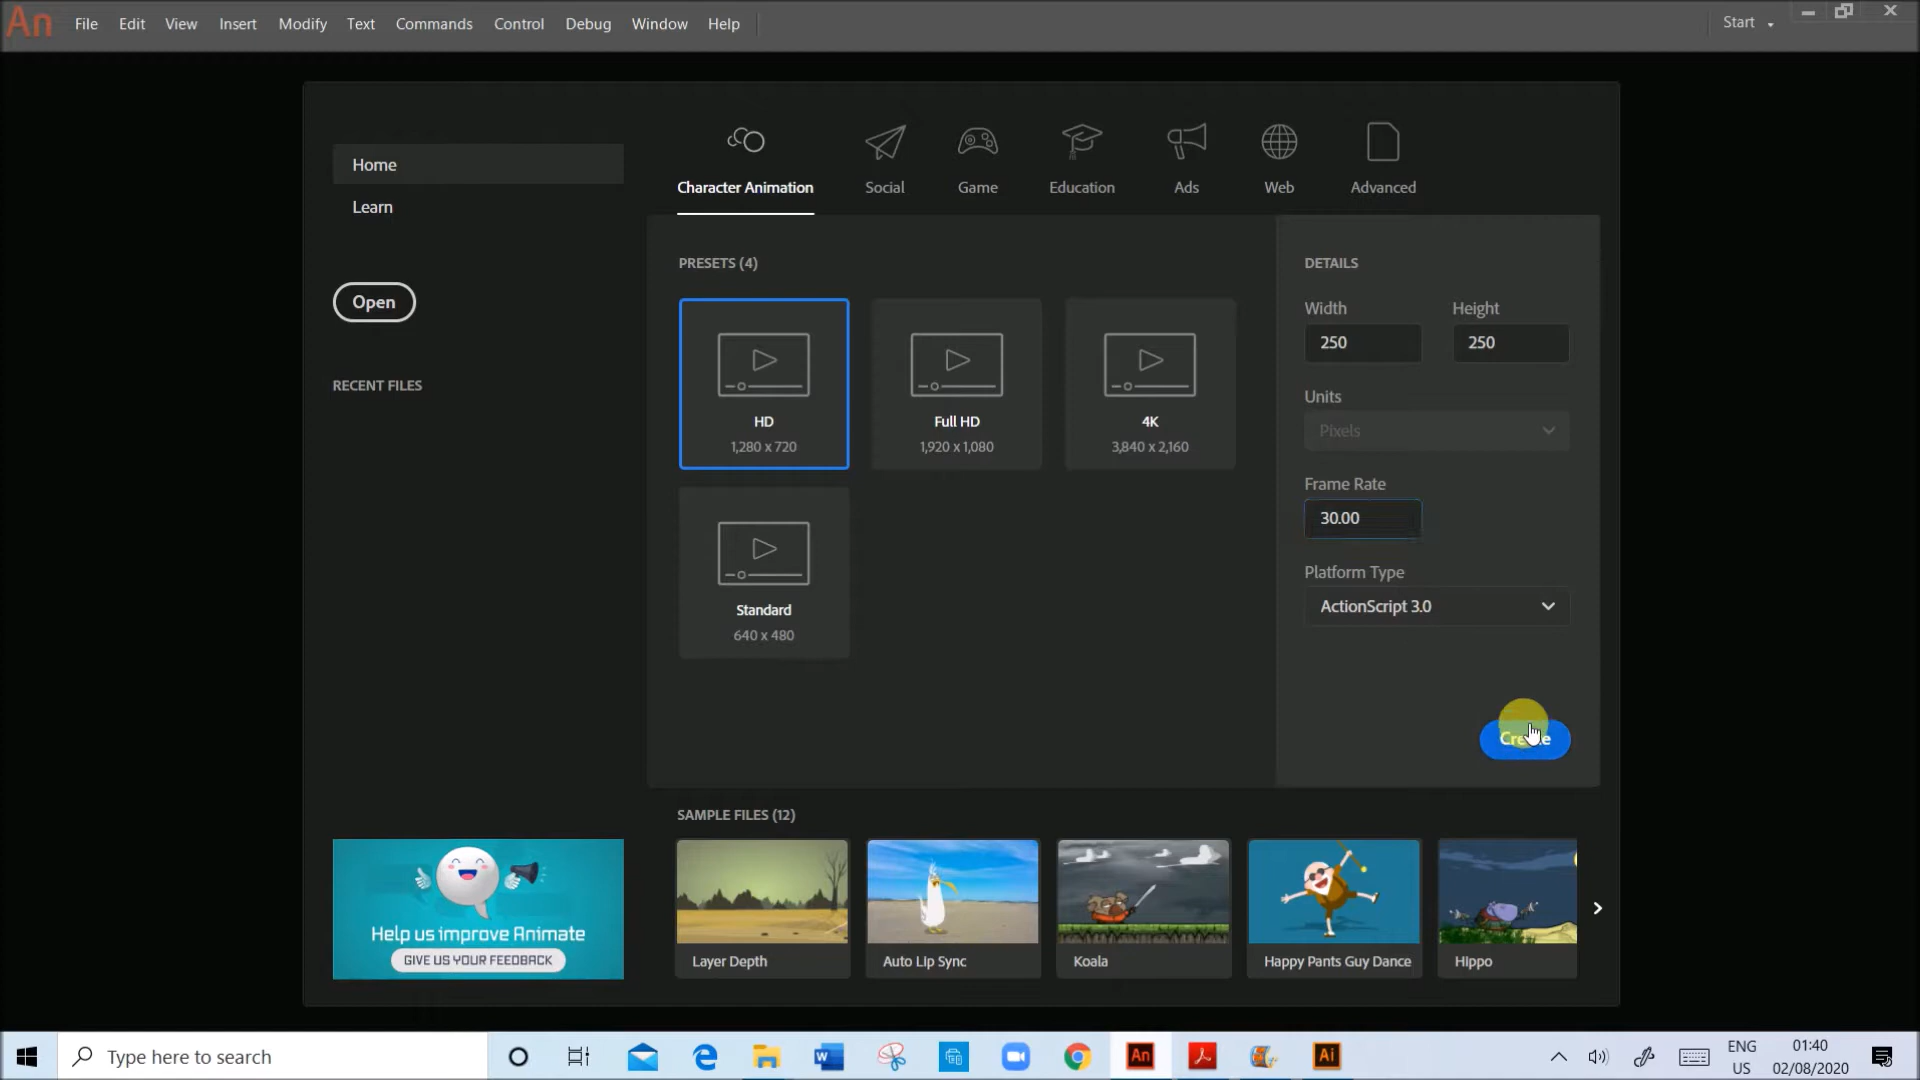 An File Edit View Insert Modify Text Commands Control Debug Window Help Start
Home
Learn
Open
RECENT FILES
Help us improve Animate
GIVE US YOUR FEEDBACK
Character Animation Social Game Education Ads Web Advanced
PRESETS (4)
HD
1,280 x 720
Full HD
1,920 x 1,080
4K
3,840 x 2,160
Standard
640 x 480
DETAILS
Width Height
250 250
Units
Pixels
Frame Rate
30.00
Platform Type
ActionScript 3.0
Create
SAMPLE FILES (12)
Layer Depth Auto Lip Sync Koala Happy Pants Guy Dance Hippo
Type here to search
An Ai
ENG
US
01:40
02/08/2020